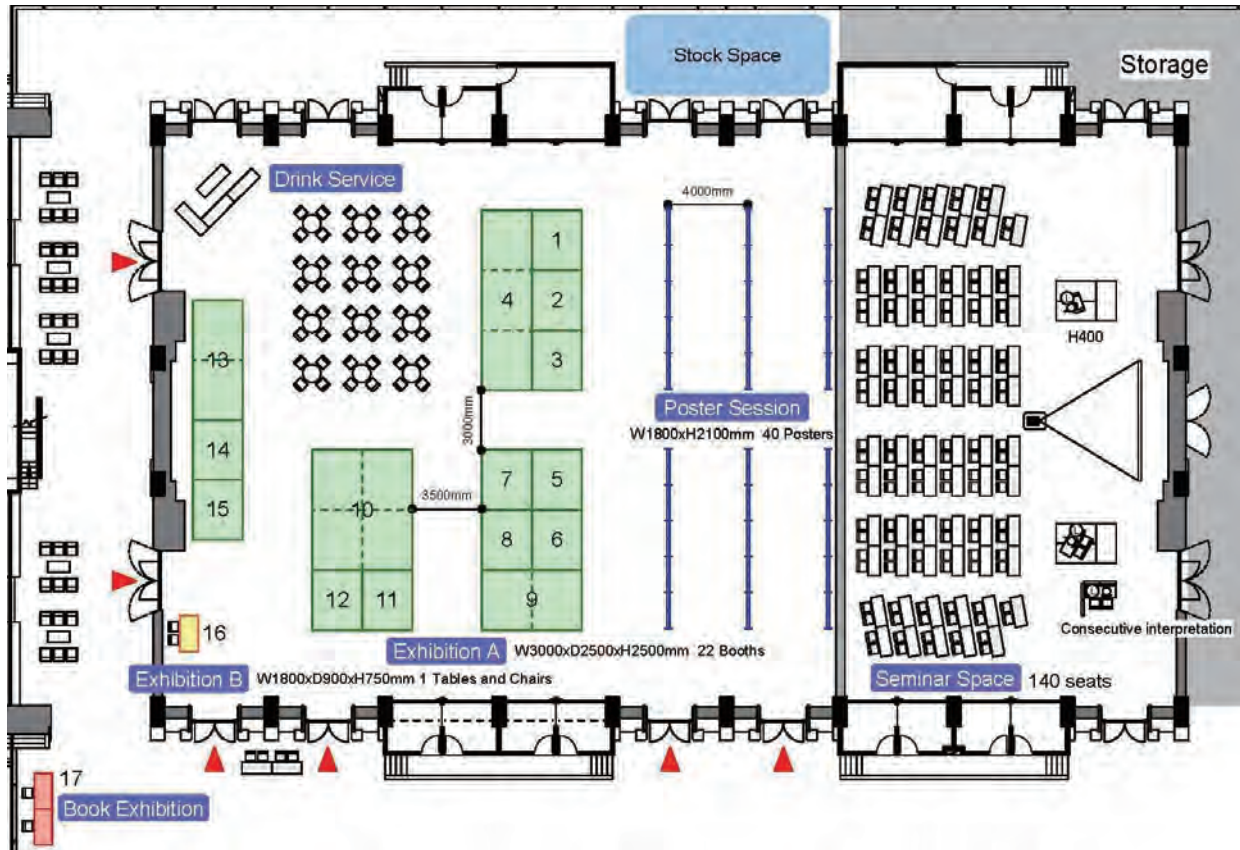 Stock Space
Storage
Drink Service
4000mm
1
4
2
3
H400
13
14
15
3000mm
Poster Session
W1800xH2100mm 40 Posters
3500mm
10
7
5
8
6
12
11
9
16
Exhibition A W3000xD2500xH2500mm 22 Booths
Exhibition B W1800xD900xH750mm 1 Tables and Chairs
Consecutive interpretation
Seminar Space 140 seats
17
Book Exhibition